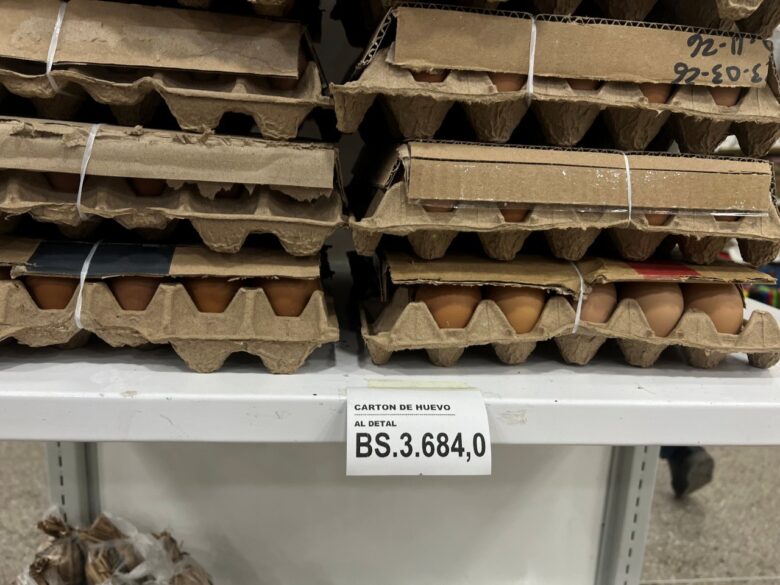 CARTON DE HUEVO
AL DETAL
BS.3.684,0